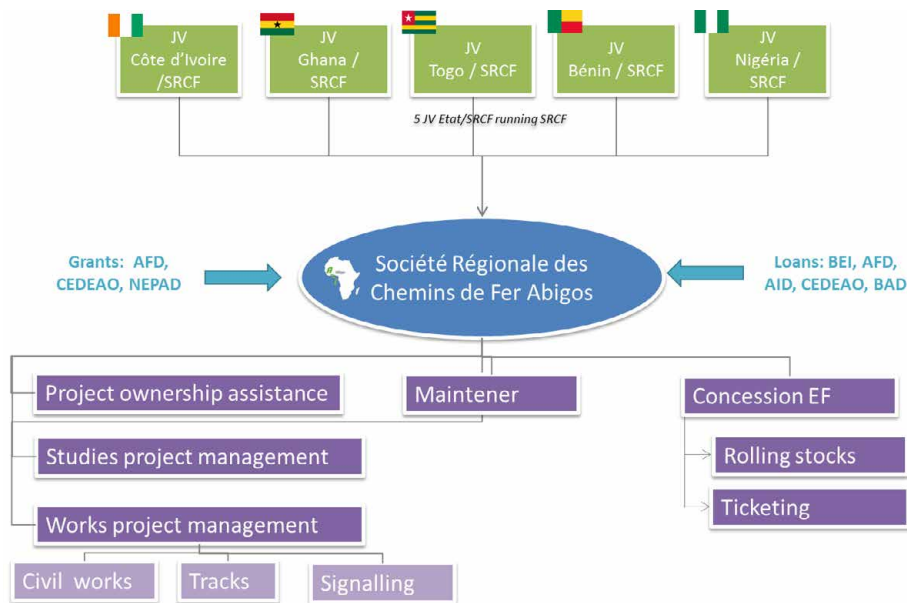 JV
Côte d'Ivoire
/SRCF
JV
Ghana /
SRCF
JV
Togo / SRCF
JV
Bénin / SRCF
JV
Nigéria /
SRCF
5 JV Etat/SRCF running SRCF
Grants: AFD,
CEDEAO, NEPAD
Société Régionale des
Chemins de Fer Abigos
Loans: BEI, AFD,
AID, CEDEAO, BAD
Project ownership assistance
Maintener
Concession EF
Studies project management
Rolling stocks
Ticketing
Works project management
Civil works
Tracks
Signalling